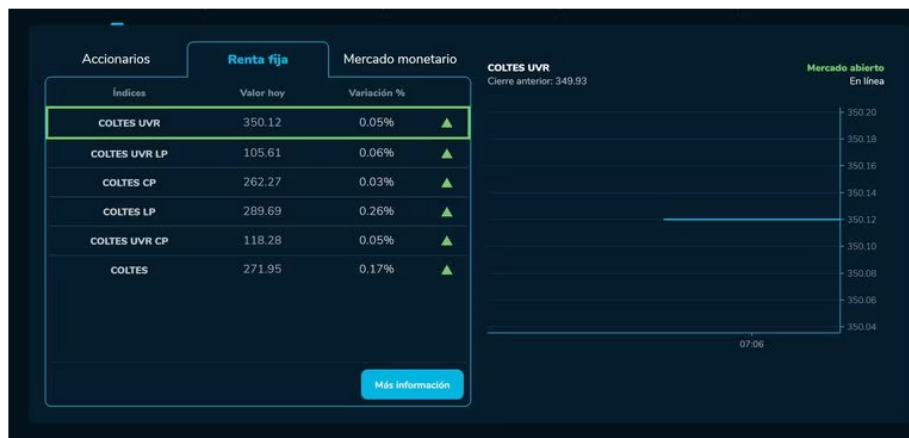 Accionarios Renta fija Mercado monetario
Índices Valor hoy Variación %
COLTES UVR 350.12 0.05%
COLTES UVR LP 105.61 0.06%
COLTES CP 262.27 0.03%
COLTES LP 289.69 0.26%
COLTES UVR CP 118.28 0.05%
COLTES 271.95 0.17%
Más información
COLTES UVR
Cierre anterior: 349.93
Mercado abierto
En línea
350.20
350.18
350.16
350.14
350.12
350.10
350.08
350.06
350.04
07:06